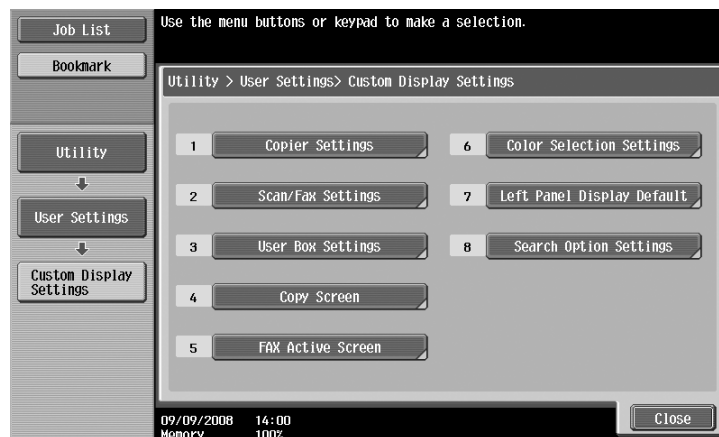 Job List
Use the menu buttons or keypad to make a selection.
Bookmark
Utility > User Settings> Custom Display Settings
Utility
User Settings
Custom Display
Settings
1 Copier Settings
2 Scan/Fax Settings
3 User Box Settings
4 Copy Screen
5 FAX Active Screen
6 Color Selection Settings
7 Left Panel Display Default
8 Search Option Settings
09/09/2008 14:00
Memory 100%
Close